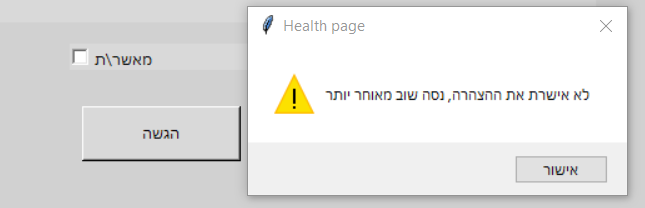 Health page
מאשר\ת
לא אישרת את ההצהרה, נסה שוב מאוחר יותר
הגשה
אישור